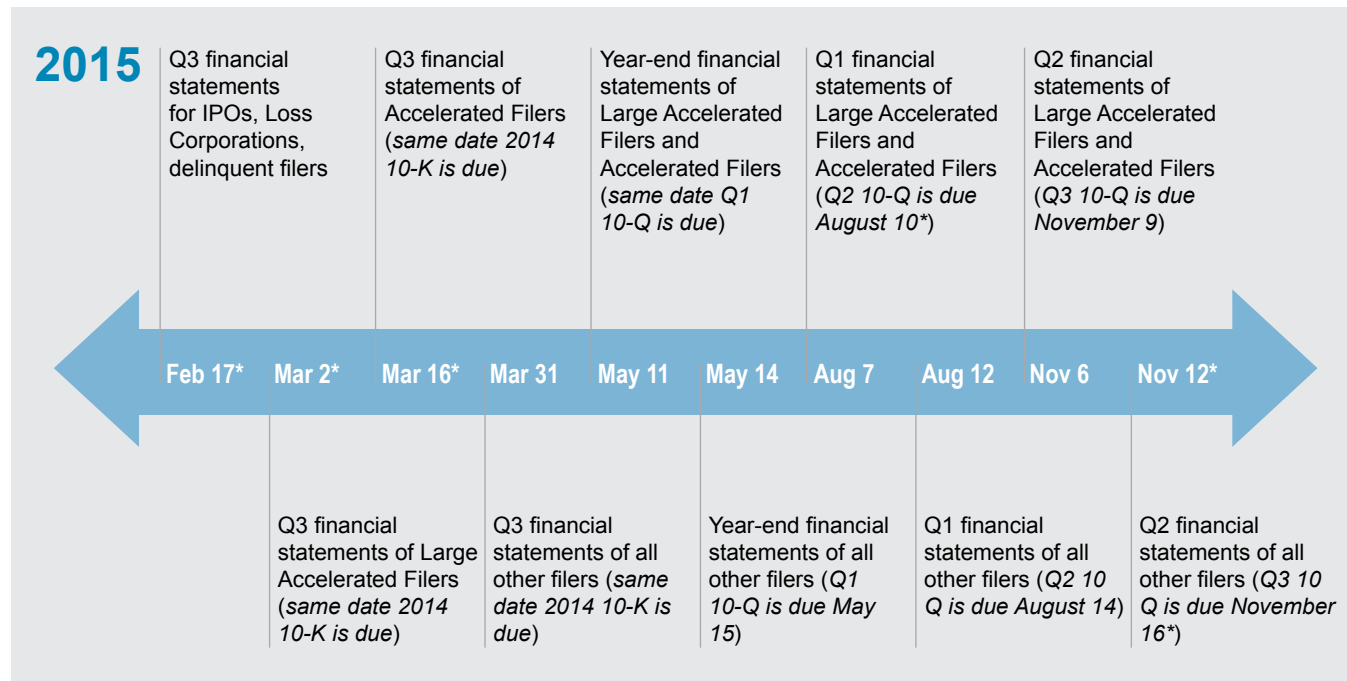 2015
Q3 financial
statements
for IPOs, Loss
Corporations,
delinquent filers
Q3 financial
statements of
Accelerated Filers
(same date 2014
10-K is due)
Year-end financial
statements of
Large Accelerated
Filers and
Accelerated Filers
(same date Q1
10-Q is due)
Q1 financial
statements of
Large Accelerated
Filers and
Accelerated Filers
(Q2 10-Q is due
August 10*)
Q2 financial
statements of
Large Accelerated
Filers and
Accelerated Filers
(Q3 10-Q is due
November 9)
Feb 17* Mar 2* Mar 16* Mar 31 May 11 May 14 Aug 7 Aug 12 Nov 6 Nov 12*
Q3 financial
statements of Large
Accelerated Filers
(same date 2014
10-K is due)
Q3 financial
statements of all
other filers (same
date 2014 10-K is
due)
Year-end financial
statements of all
other filers (Q1
10-Q is due May
15)
Q1 financial
statements of all
other filers (Q2 10
Q is due August 14)
Q2 financial
statements of all
other filers (Q3 10
Q is due November
16*)